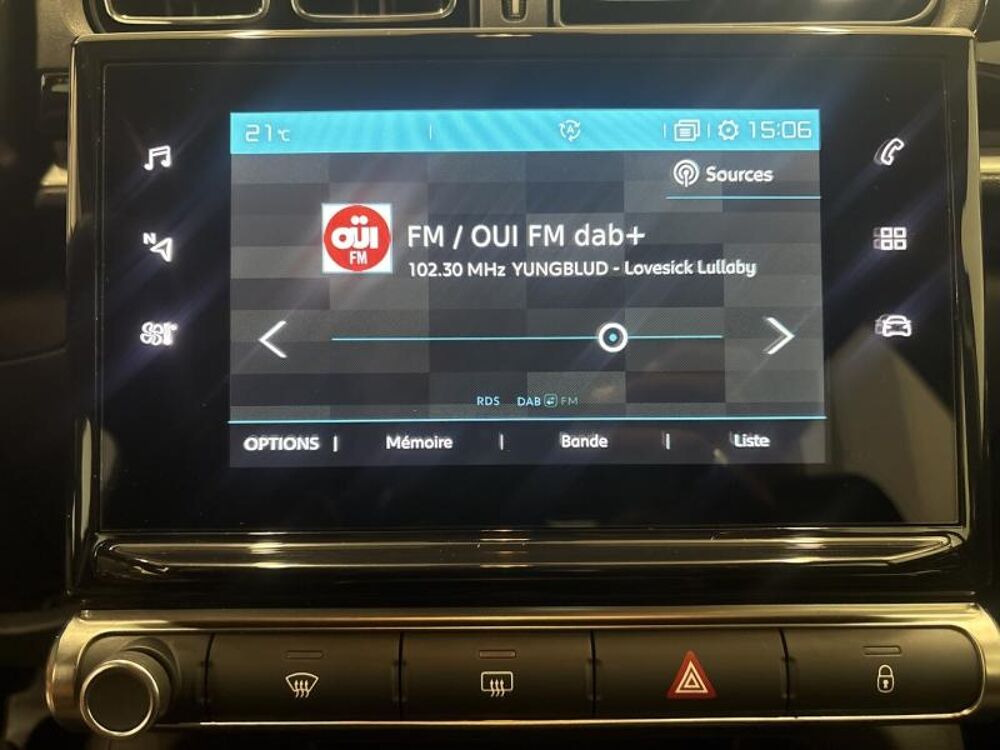 21 °C
A
15:06
Sources
OÜI
FM
FM / OUI FM dab+
102.30 MHz YUNGBLUD - Lovesick Lullaby
N
RDS DAB FM
OPTIONS | Mémoire | Bande | Liste